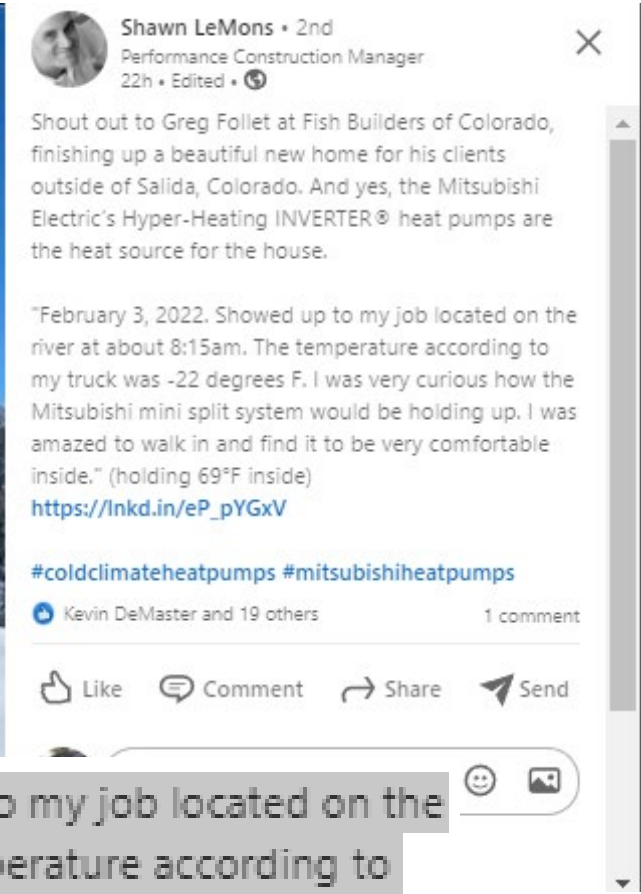 Shawn LeMons • 2nd
Performance Construction Manager
22h • Edited •
Shout out to Greg Follet at Fish Builders of Colorado,
finishing up a beautiful new home for his clients
outside of Salida, Colorado. And yes, the Mitsubishi
Electric's Hyper-Heating INVERTER® heat pumps are
the heat source for the house.
"February 3, 2022. Showed up to my job located on the
river at about 8:15am. The temperature according to
my truck was -22 degrees F. I was very curious how the
Mitsubishi mini split system would be holding up. I was
amazed to walk in and find it to be very comfortable
inside." (holding 69°F inside)
https://lnkd.in/eP_pYGxV
#coldclimateheatpumps #mitsubishiheatpumps
Kevin DeMaster and 19 others 1 comment
Like Comment Share Send
o my job located on the
perature according to